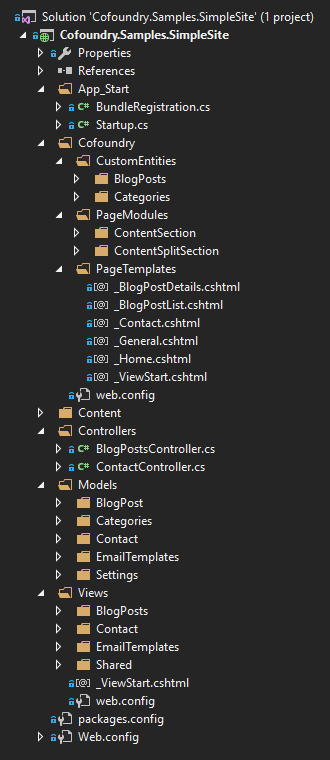 Solution 'Cofoundry.Samples.SimpleSite' (1 project)
Cofoundry.Samples.SimpleSite
Properties
References
App_Start
C# BundleRegistration.cs
C# Startup.cs
Cofoundry
CustomEntities
BlogPosts
Categories
PageModules
ContentSection
ContentSplitSection
PageTemplates
[@] _BlogPostDetails.cshtml
[@] _BlogPostList.cshtml
[@] _Contact.cshtml
[@] _General.cshtml
[@] _Home.cshtml
[@] _ViewStart.cshtml
web.config
Content
Controllers
C# BlogPostsController.cs
C# ContactController.cs
Models
BlogPost
Categories
Contact
EmailTemplates
Settings
Views
BlogPosts
Contact
EmailTemplates
Shared
[@] _ViewStart.cshtml
web.config
packages.config
Web.config